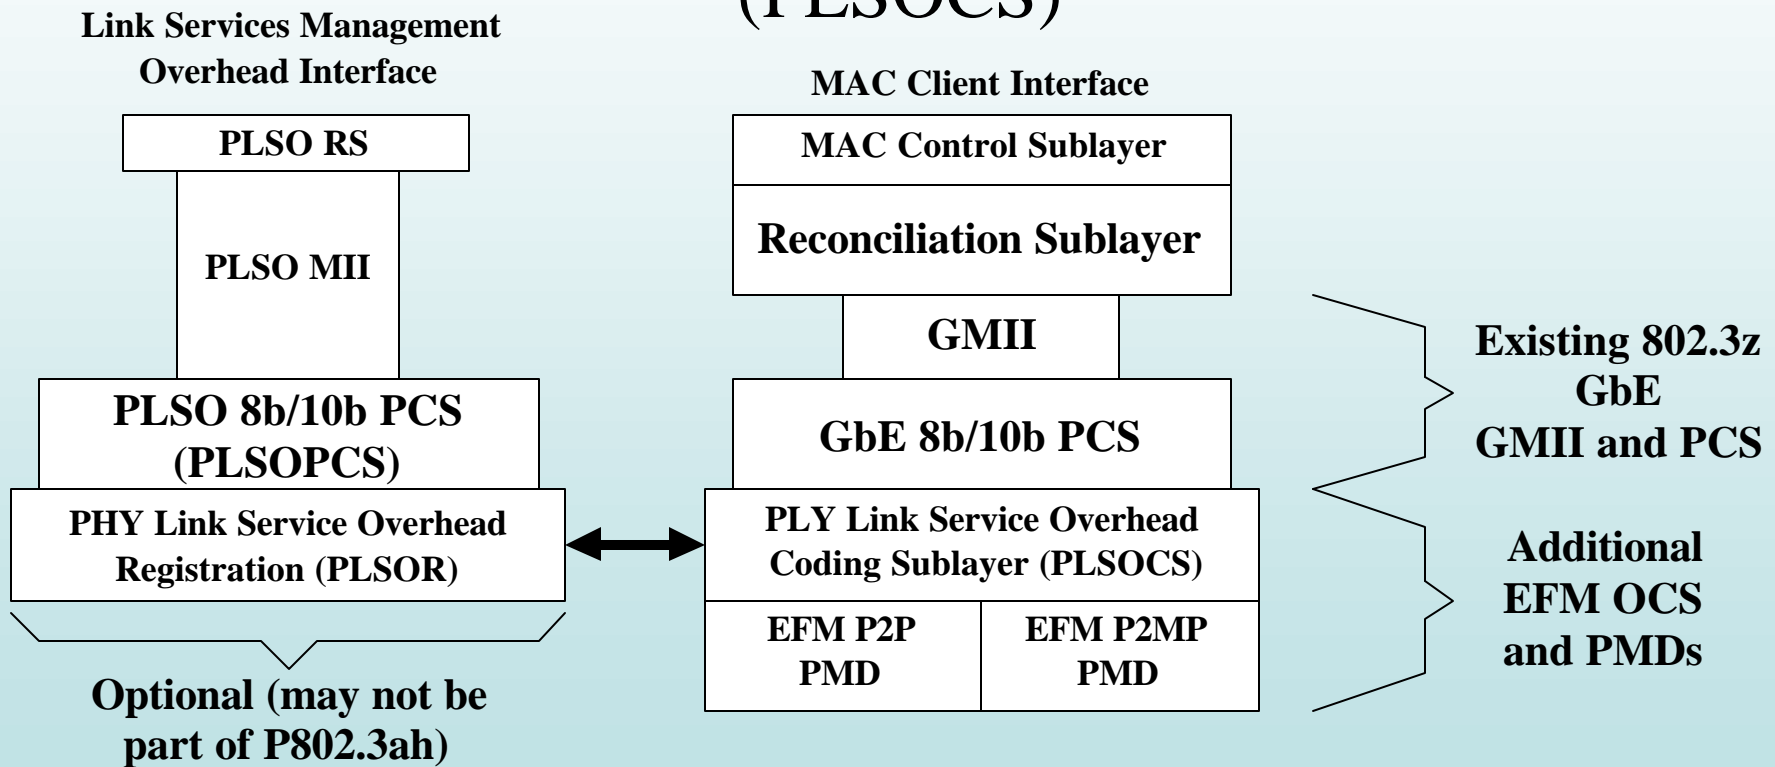 (PLSOCS)
Link Services Management
Overhead Interface
PLSO RS
PLSO MII
PLSO 8b/10b PCS
(PLSOPCS)
PHY Link Service Overhead
Registration (PLSOR)
Optional (may not be
part of P802.3ah)
MAC Client Interface
MAC Control Sublayer
Reconciliation Sublayer
GMII
GbE 8b/10b PCS
PLY Link Service Overhead
Coding Sublayer (PLSOCS)
EFM P2P
PMD
EFM P2MP
PMD
Existing 802.3z
GbE
GMII and PCS
Additional
EFM OCS
and PMDs